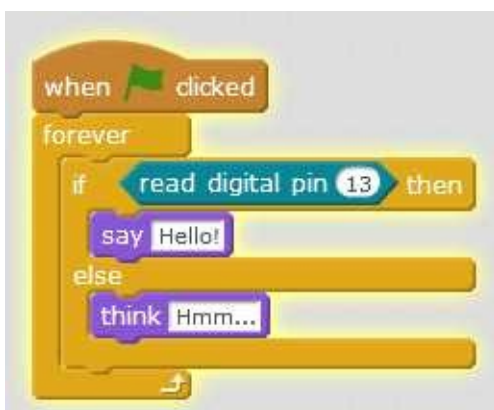 when clicked
forever
if read digital pin 13 then
say Hello!
else
think Hmm...